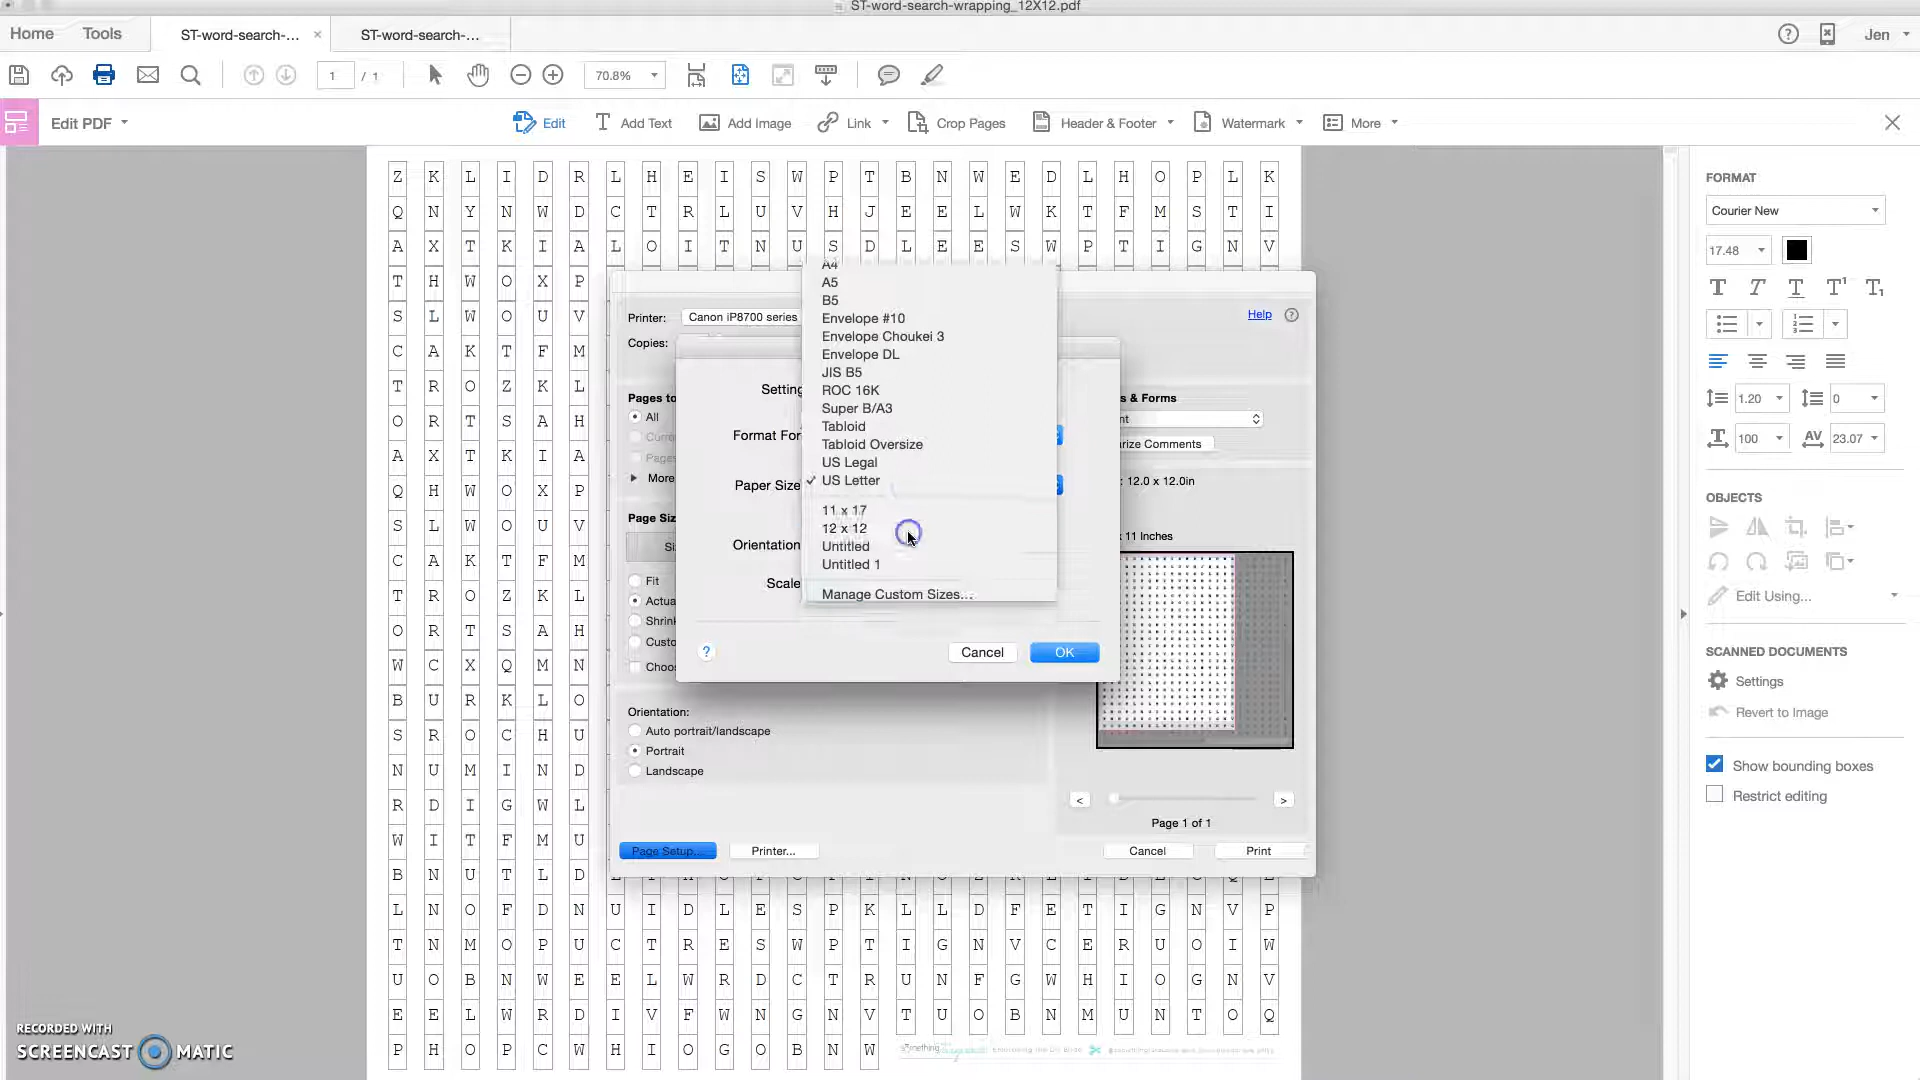 ST-word-search-wrapping_12X12.pdf
Home Tools ST-word-search-... × ST-word-search-... Jen
1 / 1 70.8%
Edit PDF Edit Add Text Add Image Link Crop Pages Header & Footer Watermark More
Z K L I D R L H E I S W P T B N W E D L H O P L K
Q N Y N W D C T R L U V H J E E L W K T F M S T I
A X T K I A L O I T N U S D L E E S W P T I G N V
T H W O X P
S L W O U V
C A K T F M
T R O Z K L
O R T S A H
A X T K I A
Q H W O X P
S L W O U V
C A K T F M
T R O Z K L
O R T S A H
W C X Q M N
B U R K L O
S R O C H U
N U M I N D
R D I G W L
W I T F M U
B N U T L D
L N O F D N U I D L E S P K L L D F E T I G N V P
T N M O P U C T R E S W P T I G N V C E R U O I W
U O B N W E E L W R D C T R V U N F G W H I G N V
E E L W R D I V F W N G N V T U O B N M U N T O Q
P H O P C W H I O G O B N W
Printer: Canon iP8700 series
Help ?
Copies:
Pages to
All
More
Page Siz
Fit
Actua
Shrink
Custo
Choos
Orientation:
Auto portrait/landscape
Portrait
Landscape
Page Setup... Printer...
Cancel Print
Setting
Format For
Paper Size
Orientation
Scale
? Cancel OK
A4
A5
B5
Envelope #10
Envelope Choukei 3
Envelope DL
JIS B5
ROC 16K
Super B/A3
Tabloid
Tabloid Oversize
US Legal
✓ US Letter
11 x 17
12 x 12
Untitled
Untitled 1
Manage Custom Sizes...
s & Forms
nt
arize Comments
: 12.0 x 12.0in
x 11 Inches
< >
Page 1 of 1
FORMAT
Courier New
17.48
1.20 0
100 AV 23.07
OBJECTS
Edit Using...
SCANNED DOCUMENTS
Settings
Revert to Image
Show bounding boxes
Restrict editing
RECORDED WITH
SCREENCAST MATIC